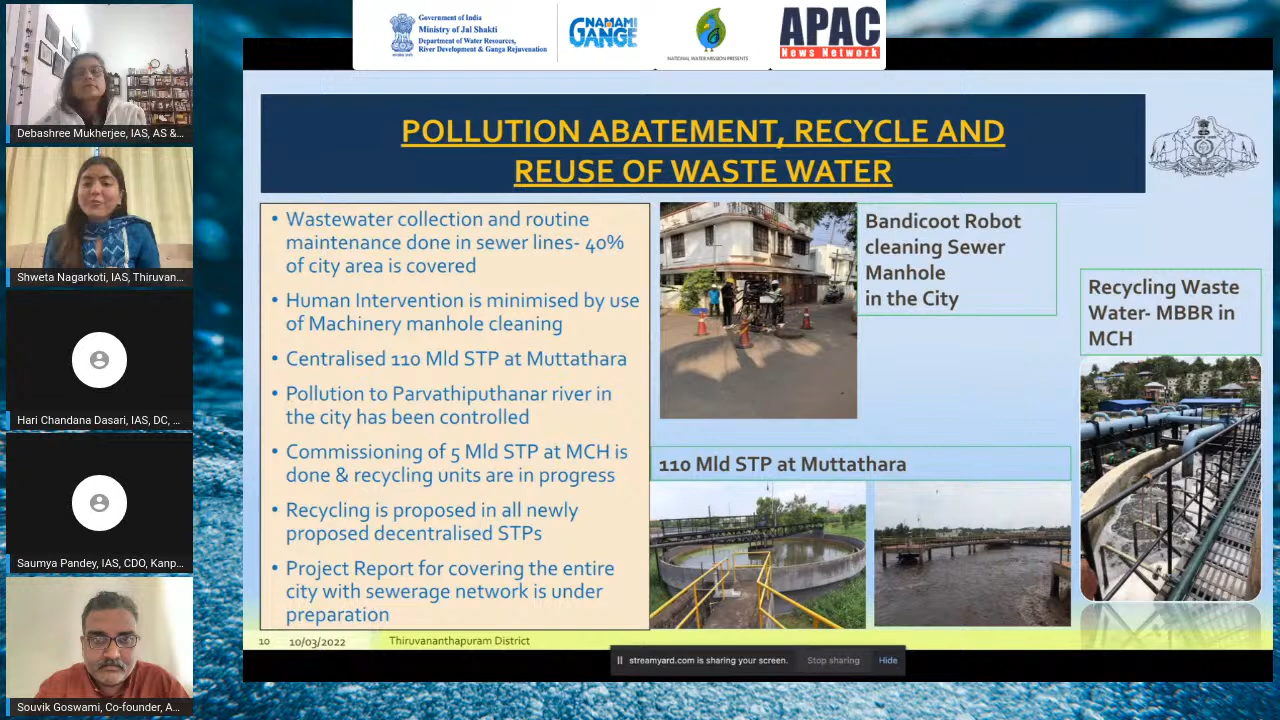 Government of India
Ministry of Jal Shakti
Department of Water Resources,
River Development & Ganga Rejuvenation
NAMAMI
GANGE
NATIONAL WATER MISSION PRESENTS
APAC
News Network
Debashree Mukherjee, IAS, AS &...
Shweta Nagarkoti, IAS, Thiruvan...
Hari Chandana Dasari, IAS, DC, ...
Saumya Pandey, IAS, CDO, Kanp...
Souvik Goswami, Co-founder, A...
POLLUTION ABATEMENT, RECYCLE AND
REUSE OF WASTE WATER
• Wastewater collection and routine
maintenance done in sewer lines- 40%
of city area is covered
• Human Intervention is minimised by use
of Machinery manhole cleaning
• Centralised 110 Mld STP at Muttathara
• Pollution to Parvathiputhanar river in
the city has been controlled
• Commissioning of 5 Mld STP at MCH is
done & recycling units are in progress
• Recycling is proposed in all newly
proposed decentralised STPs
• Project Report for covering the entire
city with sewerage network is under
preparation
Bandicoot Robot
cleaning Sewer
Manhole
in the City
Recycling Waste
Water- MBBR in
MCH
110 Mld STP at Muttathara
10 10/03/2022 Thiruvananthapuram District
streamyard.com is sharing your screen. Stop sharing Hide